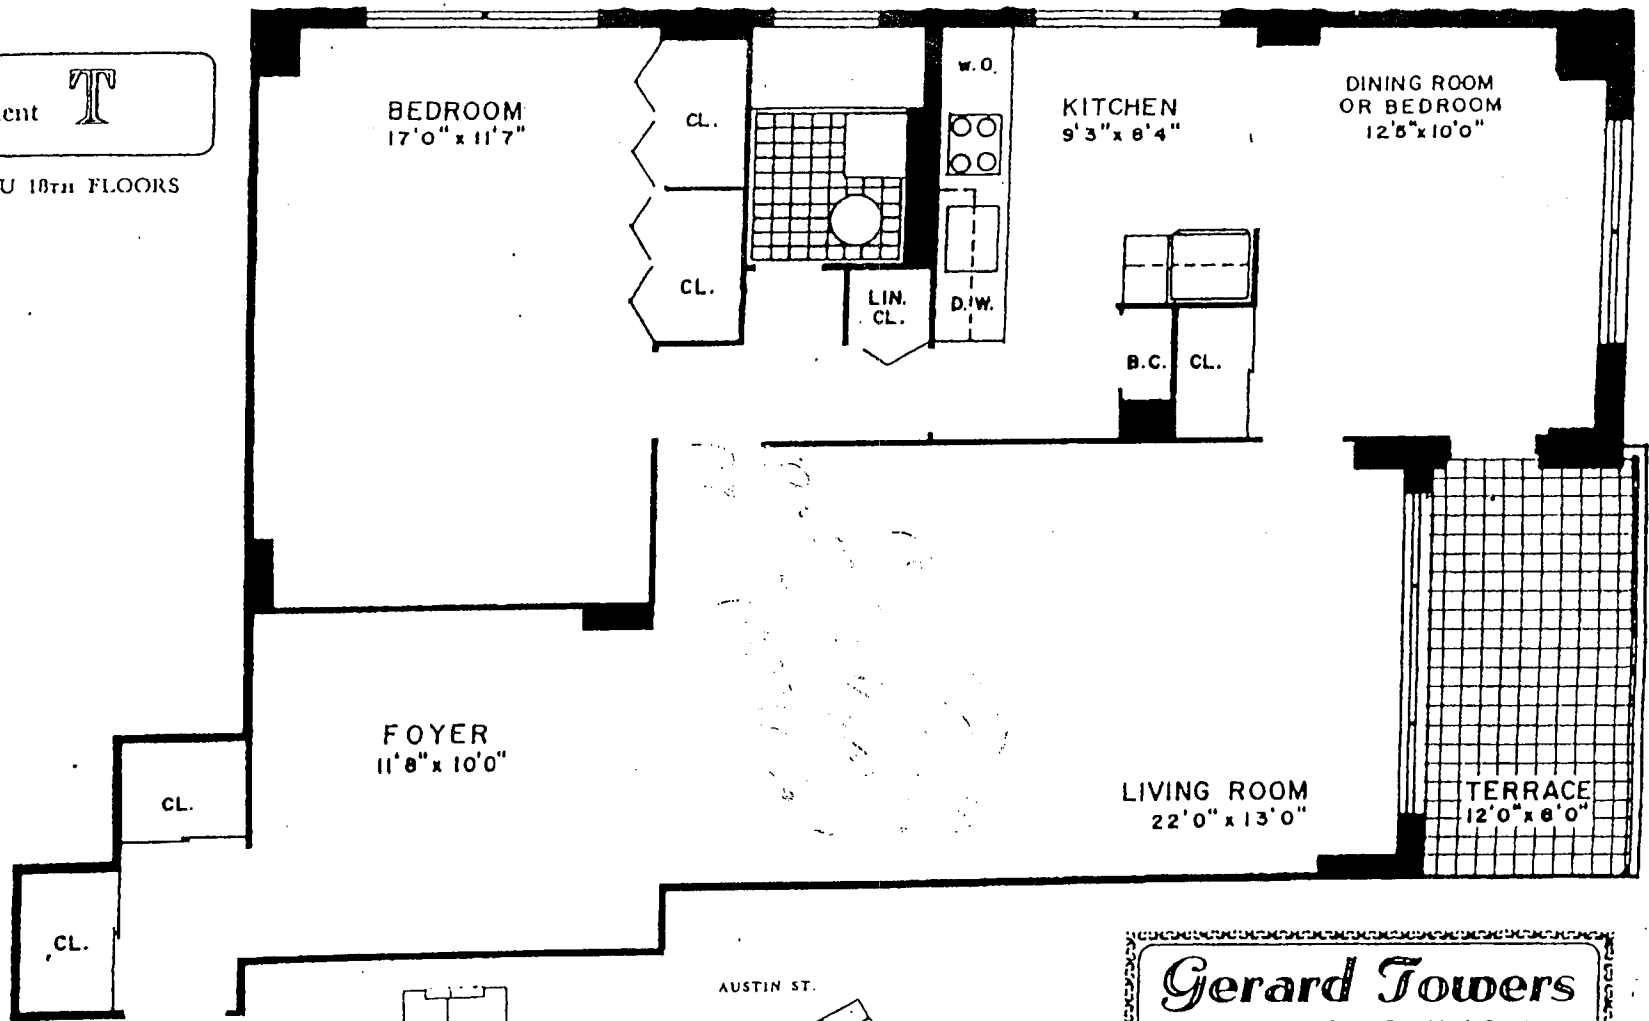 T
18TH FLOORS
BEDROOM
17'0" x 11'7"
CL.
CL.
LIN.
CL.
W.O.
D.W.
KITCHEN
9'3" x 8'4"
B.C.
CL.
DINING ROOM
OR BEDROOM
12'8" x 10'0"
FOYER
11'8" x 10'0"
CL.
CL.
LIVING ROOM
22'0" x 13'0"
TERRACE
12'0" x 6'0"
AUSTIN ST.
Gerard Towers